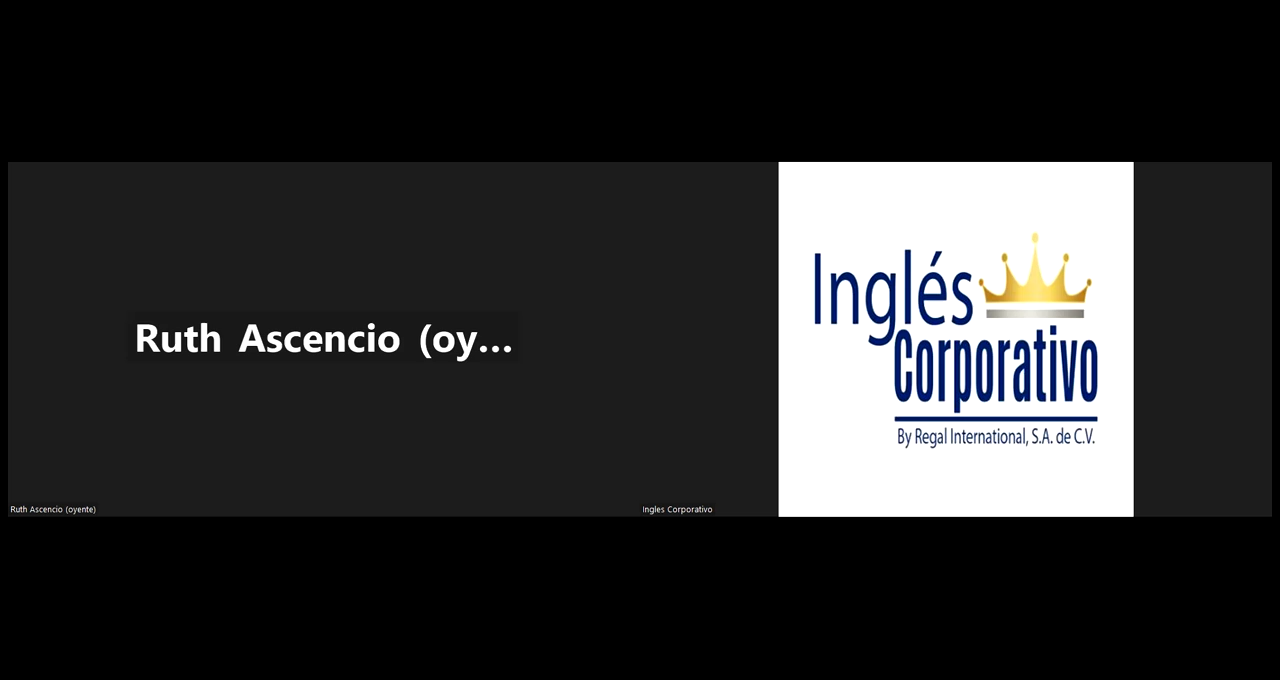 Ruth Ascencio (oy...
Ruth Ascencio (oyente)
Inglés
Corporativo
By Regal International, S.A. de C.V.
Ingles Corporativo